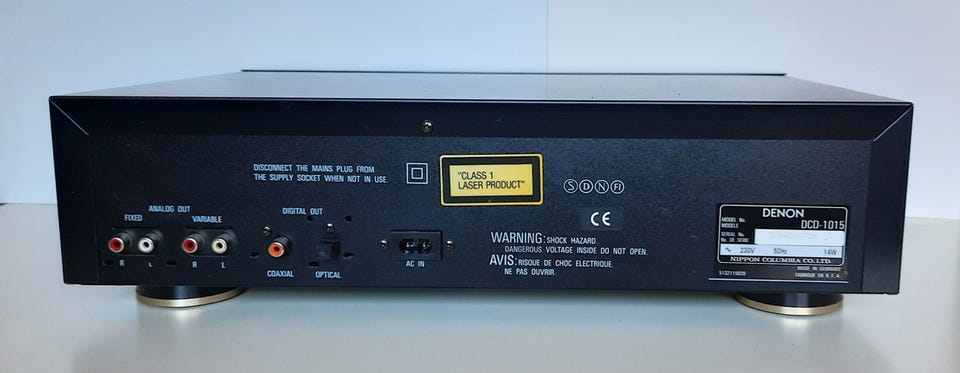 DISCONNECT THE MAINS PLUG FROM
THE SUPPLY SOCKET WHEN NOT IN USE.
"CLASS 1
LASER PRODUCT"
S D N FI
CE
ANALOG OUT
FIXED VARIABLE
R L R L
DIGITAL OUT
COAXIAL OPTICAL
AC IN
WARNING: SHOCK HAZARD.
DANGEROUS VOLTAGE INSIDE DO NOT OPEN.
AVIS: RISQUE DE CHOC ELECTRIQUE.
NE PAS OUVRIR.
DENON
MODEL No.
MODELE
DCD-1015
SERIAL No.
No. DE SERIE
~ 230V 50Hz 14W
NIPPON COLUMBIA CO., LTD.
MADE IN GERMANY
FABRIQUE EN R.F.A.
5132115020